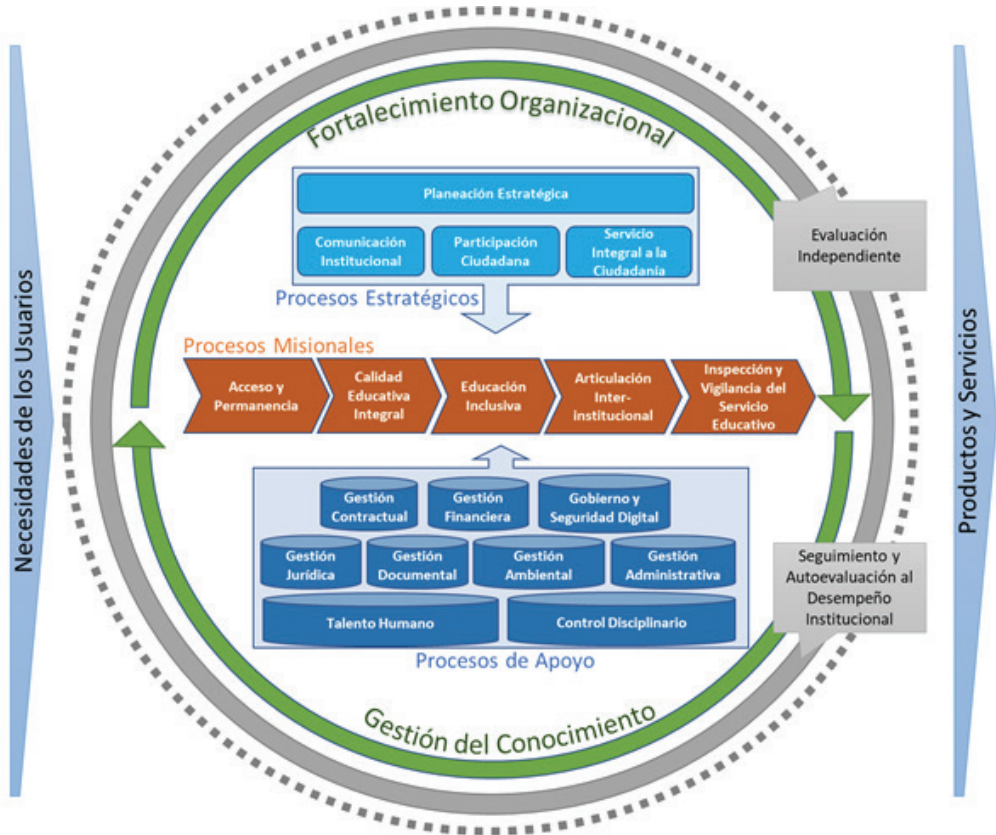 Necesidades de los Usuarios
Fortalecimiento Organizacional
Planeación Estratégica
Comunicación
Institucional
Participación
Ciudadana
Servicio
Integral a la
Ciudadanía
Procesos Estratégicos
Evaluación
Independiente
Procesos Misionales
Acceso y
Permanencia
Calidad
Educativa
Integral
Educación
Inclusiva
Articulación
Inter-
institucional
Inspección y
Vigilancia del
Servicio
Educativo
Gestión
Contractual
Gestión
Financiera
Gobierno y
Seguridad Digital
Gestión
Jurídica
Gestión
Documental
Gestión
Ambiental
Gestión
Administrativa
Talento Humano
Control Disciplinario
Procesos de Apoyo
Seguimiento y
Autoevaluación al
Desempeño
Institucional
Gestión del Conocimiento
Productos y Servicios